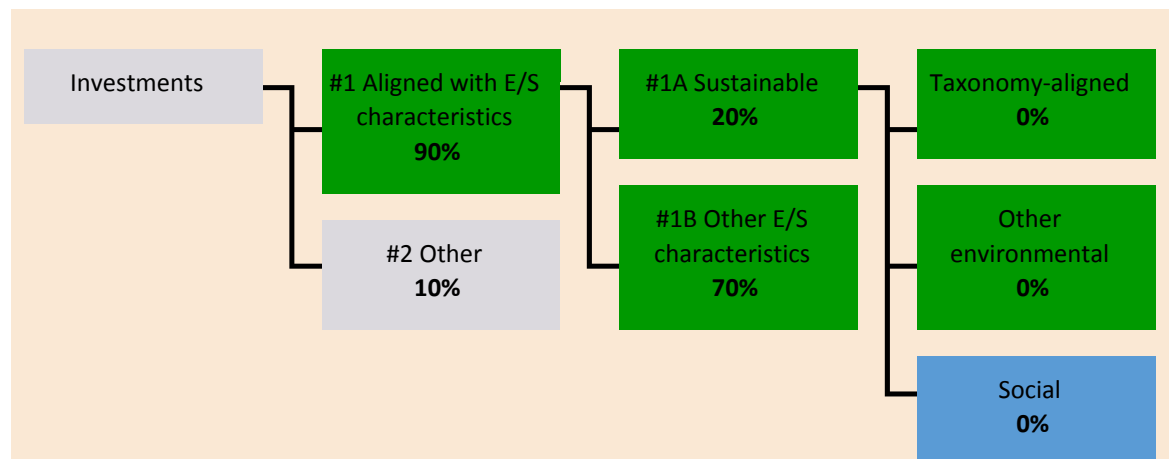 Investments
#1 Aligned with E/S
characteristics
90%
#2 Other
10%
#1A Sustainable
20%
#1B Other E/S
characteristics
70%
Taxonomy-aligned
0%
Other
environmental
0%
Social
0%